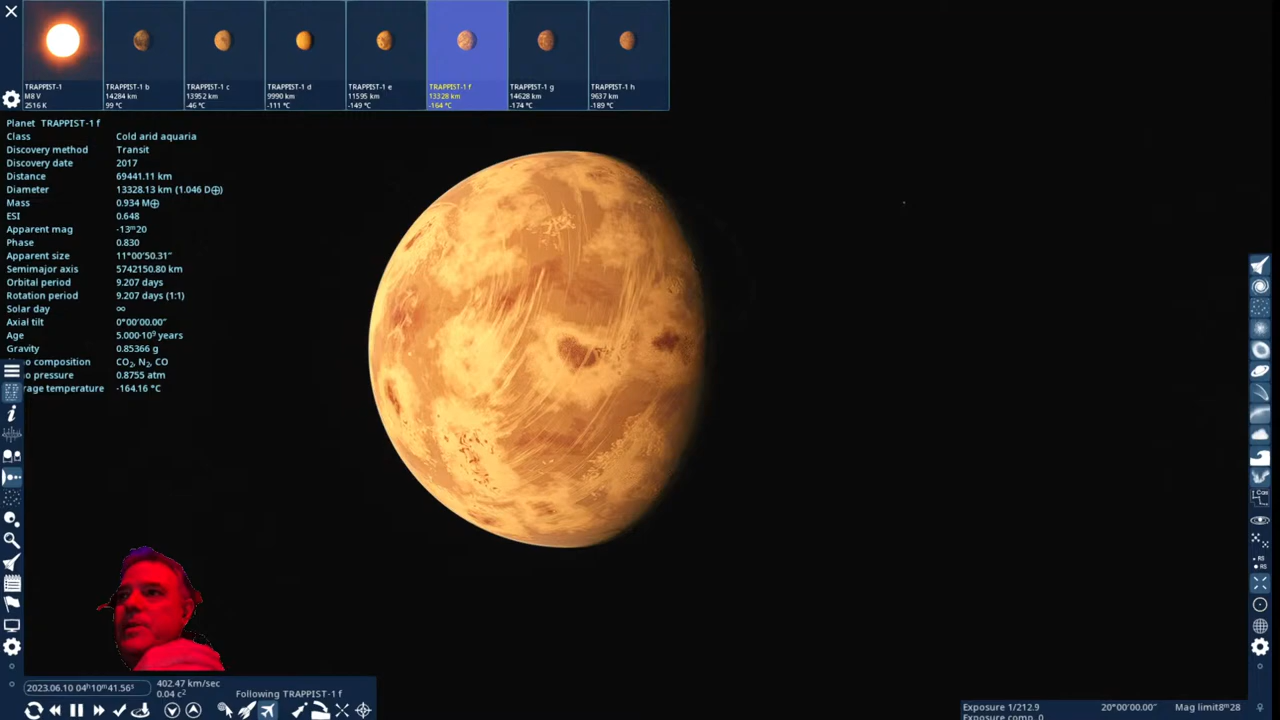 TRAPPIST-1
M8 V
2516 K
TRAPPIST-1 b
14284 km
99 °C
TRAPPIST-1 c
13952 km
-46 °C
TRAPPIST-1 d
9990 km
-111 °C
TRAPPIST-1 e
11595 km
-149 °C
TRAPPIST-1 f
13328 km
-164 °C
TRAPPIST-1 g
14628 km
-174 °C
TRAPPIST-1 h
9637 km
-189 °C
Planet TRAPPIST-1 f
Class Cold arid aquaria
Discovery method Transit
Discovery date 2017
Distance 69441.11 km
Diameter 13328.13 km (1.046 D⊕)
Mass 0.934 M⊕
ESI 0.648
Apparent mag -13ᵐ20
Phase 0.830
Apparent size 11°00′50.31″
Semimajor axis 5742150.80 km
Orbital period 9.207 days
Rotation period 9.207 days (1:1)
Solar day ∞
Axial tilt 0°00′00.00″
Age 5.000·10⁹ years
Gravity 0.85366 g
composition CO₂, N₂, CO
pressure 0.8755 atm
temperature -164.16 °C
RS
RS
2023.06.10 04ʰ10ᵐ41.56ˢ
402.47 km/sec
0.04 c²
Following TRAPPIST-1 f
Exposure 1/212.9 20°00′00.00″ Mag limit 8ᵐ28
Exposure comp. 0